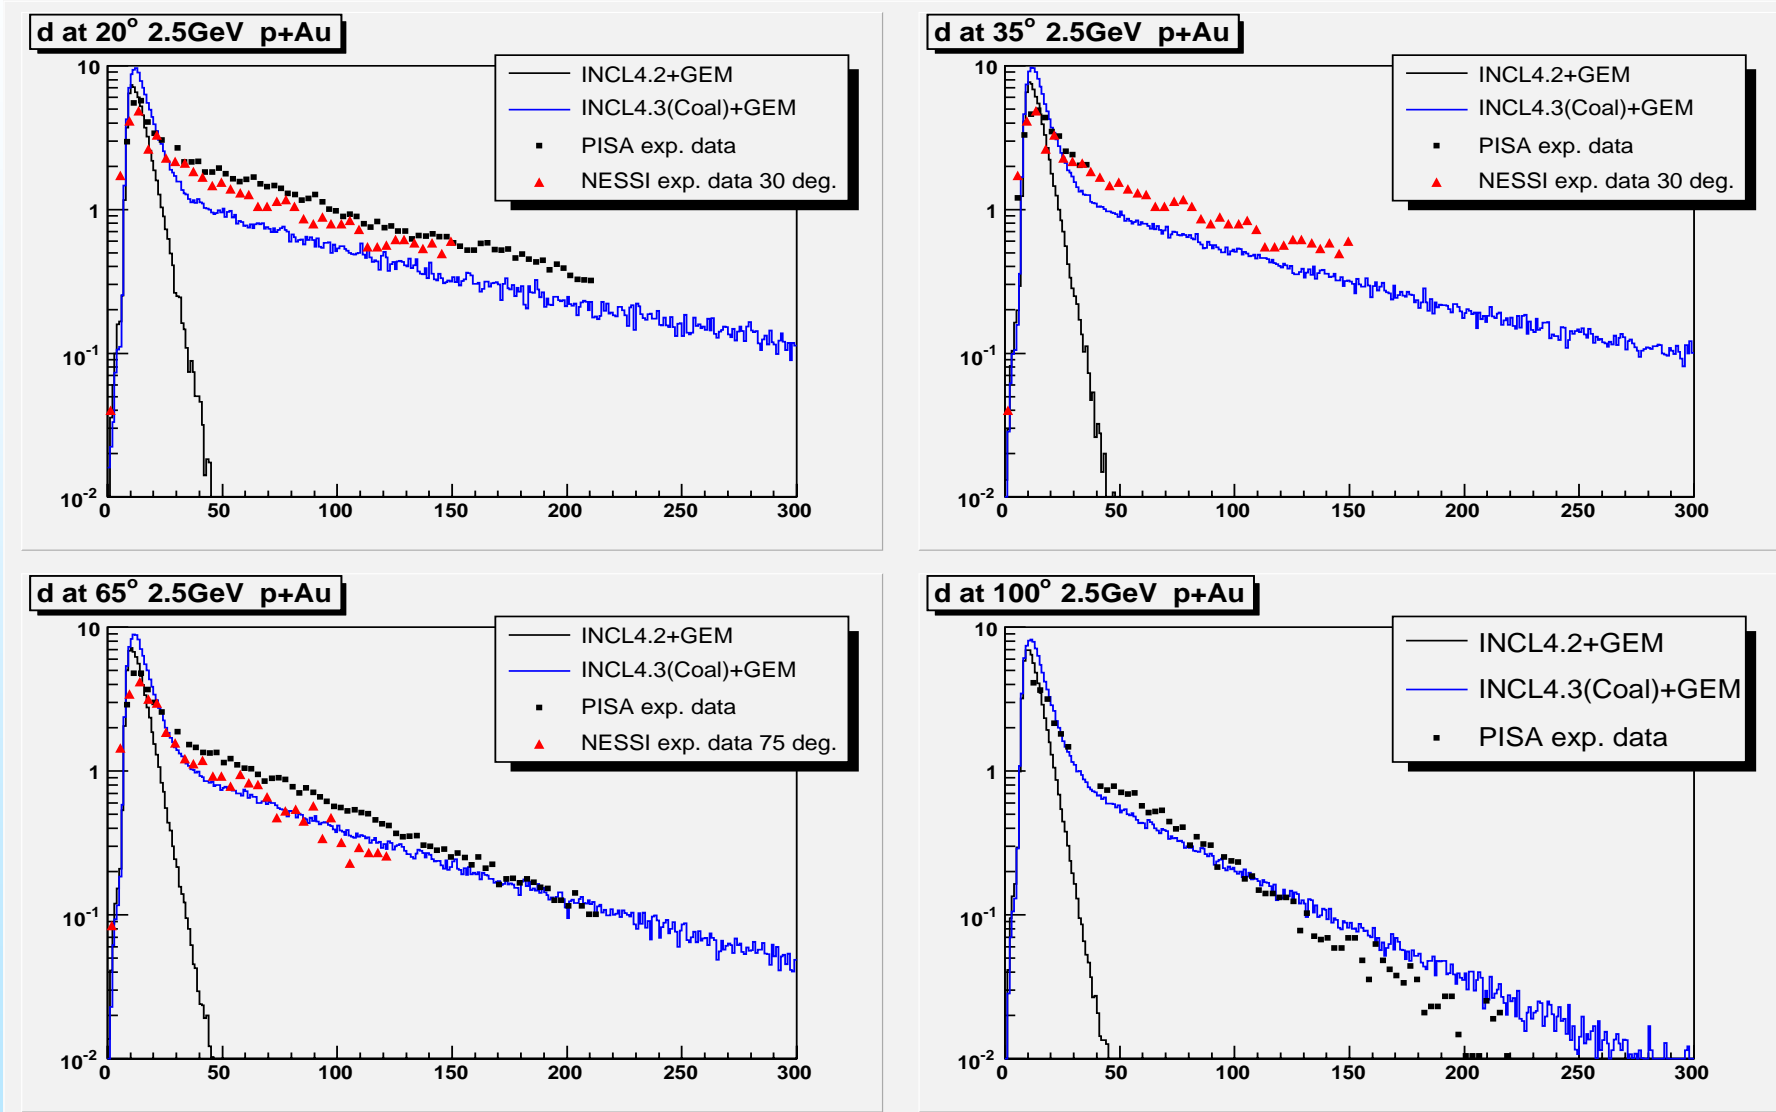 d at 20° 2.5GeV p+Au
INCL4.2+GEM
INCL4.3(Coal)+GEM
PISA exp. data
NESSI exp. data 30 deg.
10
1
10-1
10-2
0 50 100 150 200 250 300
d at 35° 2.5GeV p+Au
INCL4.2+GEM
INCL4.3(Coal)+GEM
PISA exp. data
NESSI exp. data 30 deg.
10
1
10-1
10-2
0 50 100 150 200 250 300
d at 65° 2.5GeV p+Au
INCL4.2+GEM
INCL4.3(Coal)+GEM
PISA exp. data
NESSI exp. data 75 deg.
10
1
10-1
10-2
0 50 100 150 200 250 300
d at 100° 2.5GeV p+Au
INCL4.2+GEM
INCL4.3(Coal)+GEM
PISA exp. data
10
1
10-1
10-2
0 50 100 150 200 250 300